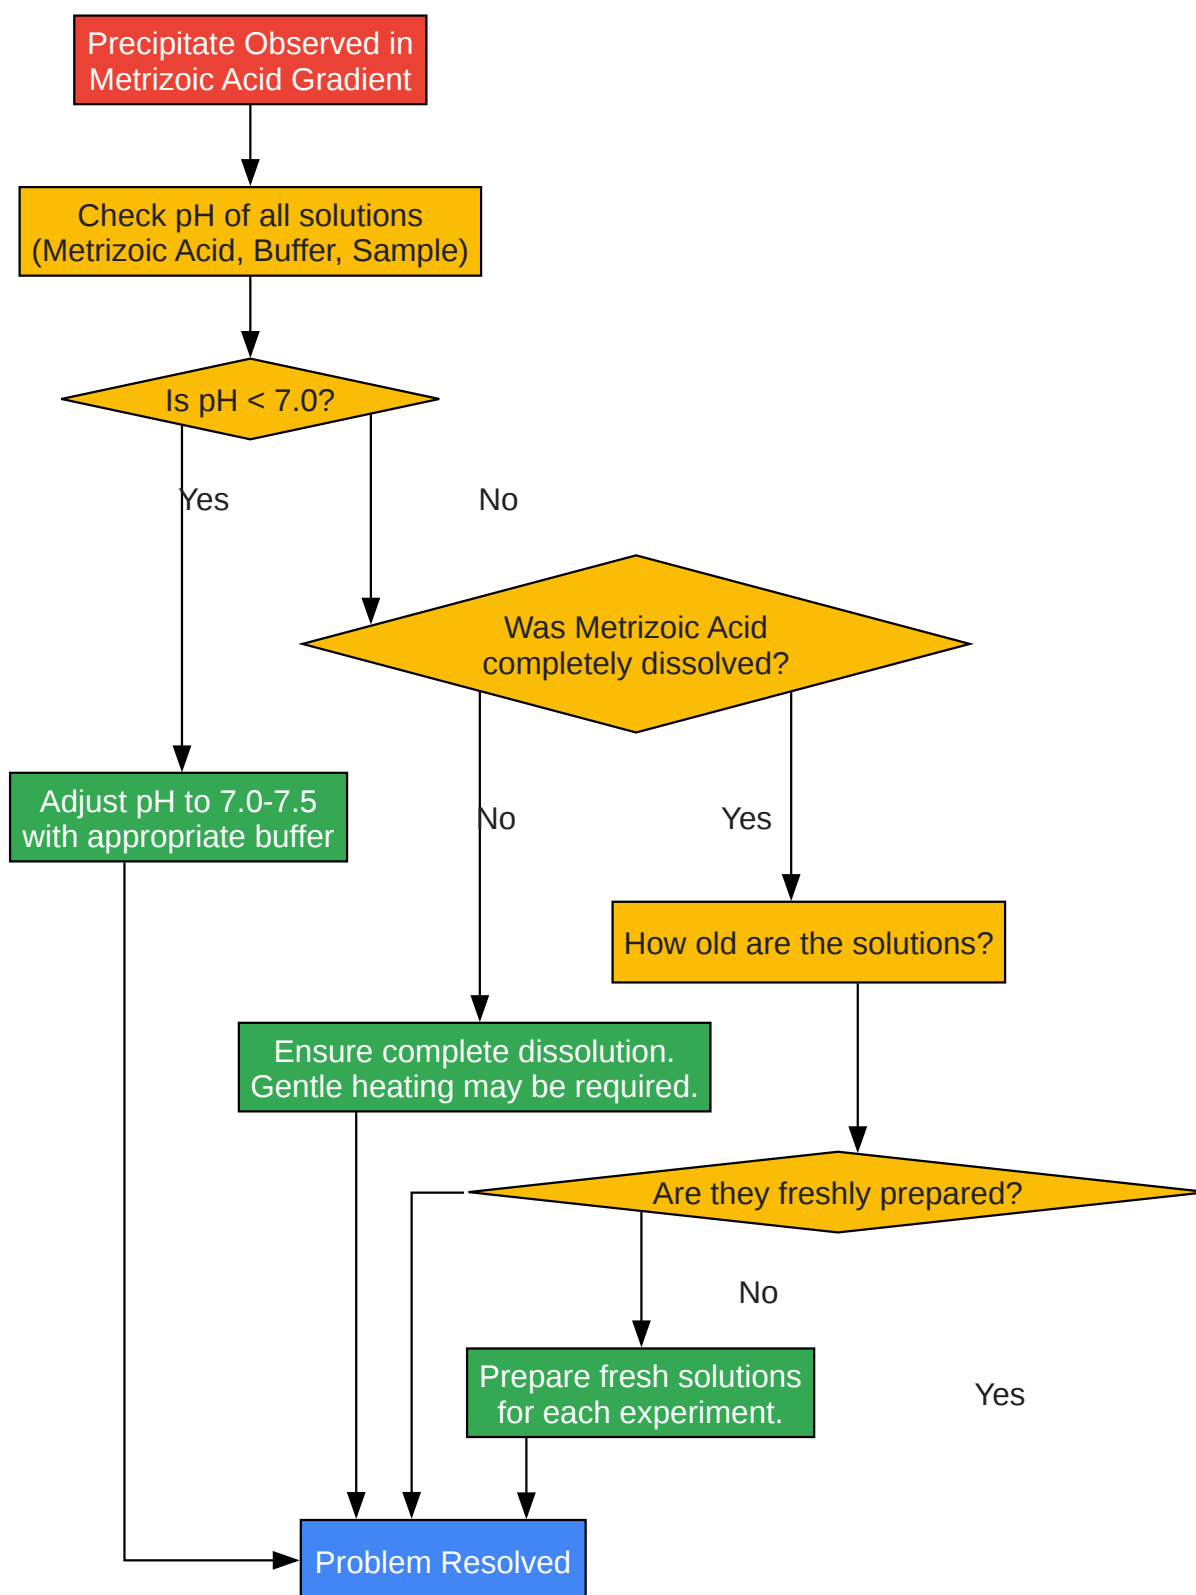 Precipitate Observed in
Metrizoic Acid Gradient
Check pH of all solutions
(Metrizoic Acid, Buffer, Sample)
Is pH < 7.0?
Yes
No
Was Metrizoic Acid
completely dissolved?
Adjust pH to 7.0-7.5
with appropriate buffer
No
Yes
How old are the solutions?
Ensure complete dissolution.
Gentle heating may be required.
Are they freshly prepared?
No
Prepare fresh solutions
for each experiment.
Yes
Problem Resolved